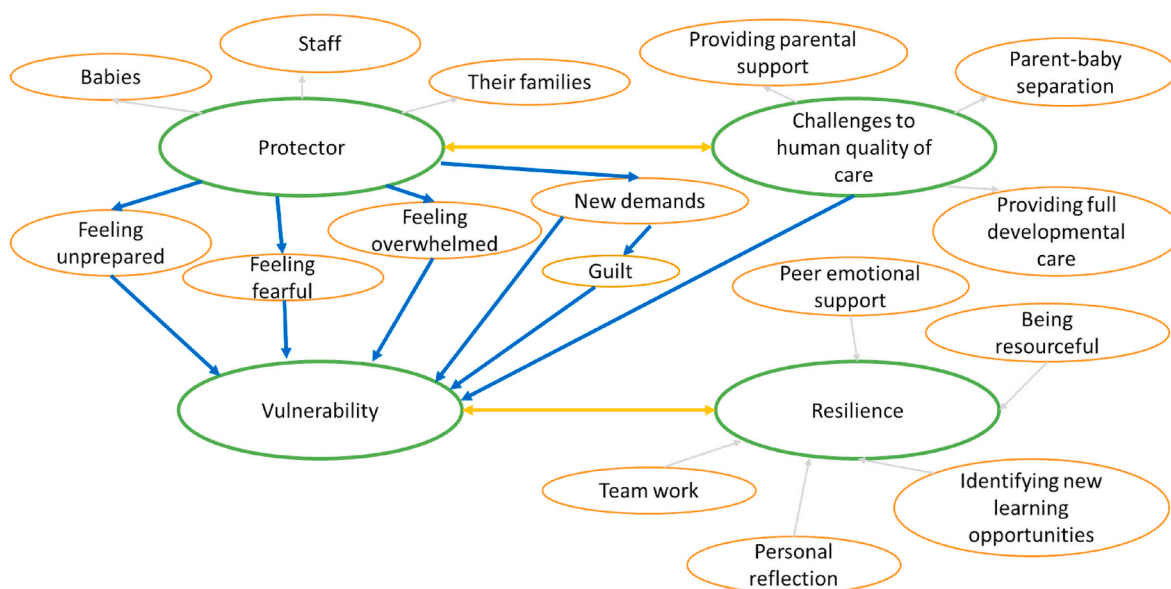 Staff
Babies
Their families
Protector
Providing parental
support
Parent-baby
separation
Challenges to
human quality of
care
Providing full
developmental
care
Feeling
unprepared
Feeling
fearful
Feeling
overwhelmed
New demands
Guilt
Peer emotional
support
Being
resourceful
Vulnerability
Resilience
Team work
Personal
reflection
Identifying new
learning
opportunities